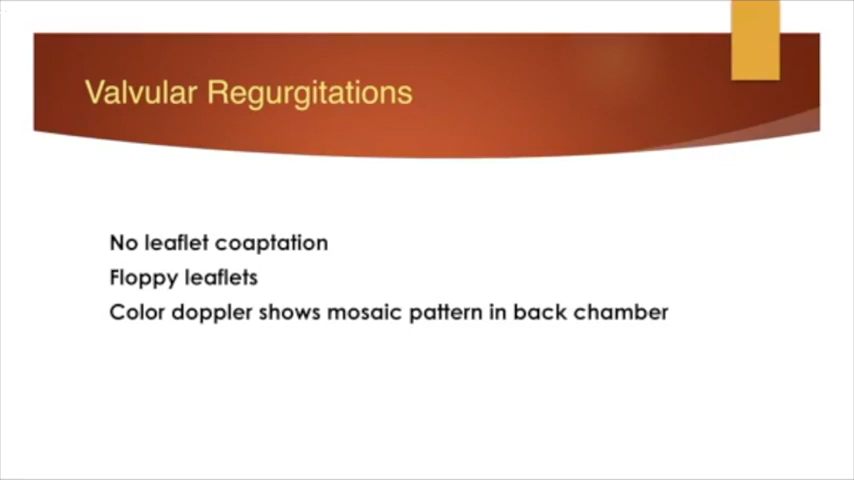 Valvular Regurgitations
No leaflet coaptation
Floppy leaflets
Color doppler shows mosaic pattern in back chamber